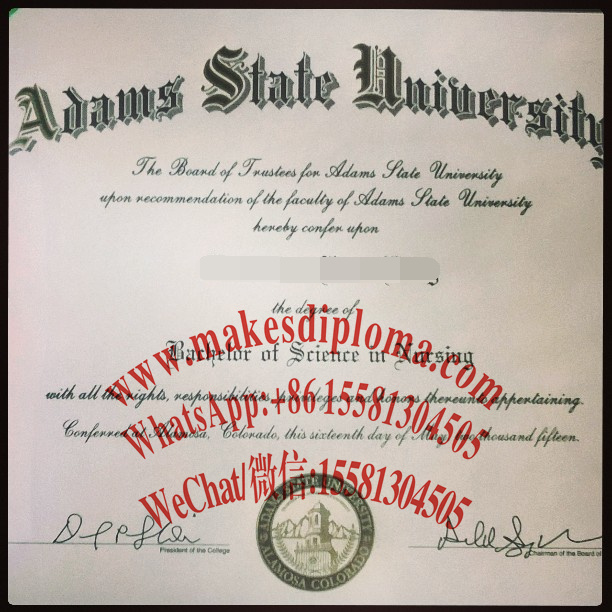 Adams State University
The Board of Trustees for Adams State University
upon recommendation of the faculty of Adams State University
hereby confer upon
the degree of
Bachelor of Science in Nursing
www.makesdiploma.com
with all the rights, responsibilities, privileges and honors thereunto appertaining.
WhatsApp:+86 15581304505
Conferred at Alamosa, Colorado, this sixteenth day of May, two thousand fifteen.
WeChat/微信:15581304505
ADAMS STATE UNIVERSITY
ALAMOSA COLORADO
President of the College
Chairman of the Board of